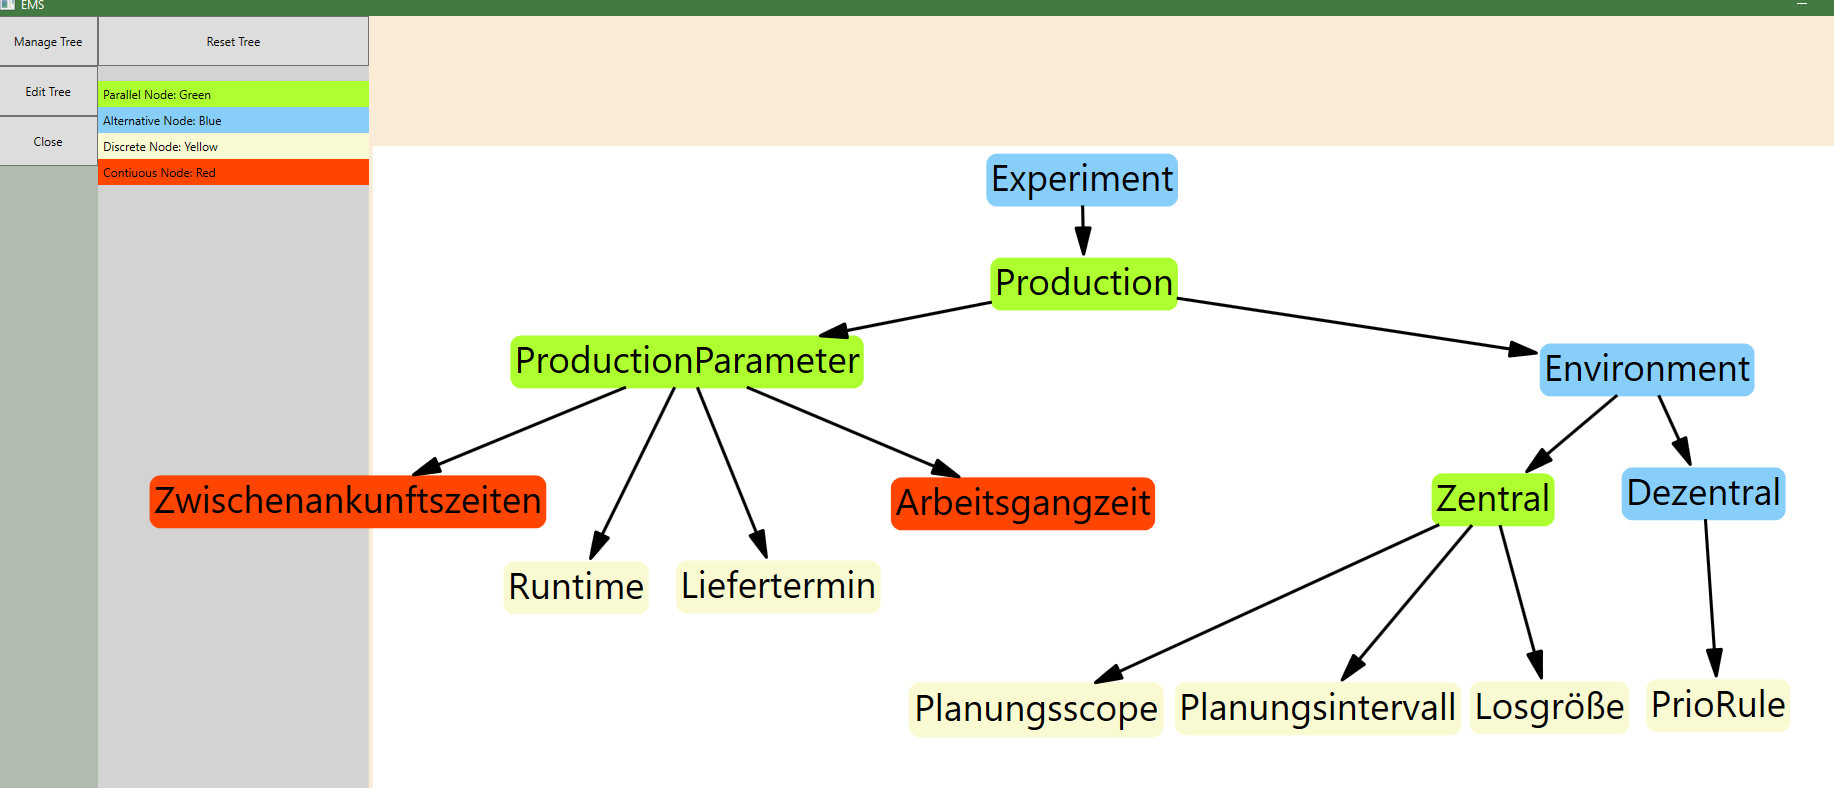 EMS
Manage Tree
Reset Tree
Edit Tree
Close
Parallel Node: Green
Alternative Node: Blue
Discrete Node: Yellow
Contiuous Node: Red
Experiment
Production
ProductionParameter
Environment
Zwischenankunftszeiten
Arbeitsgangzeit
Zentral
Dezentral
Runtime
Liefertermin
Planungsscope
Planungsintervall
Losgröße
PrioRule